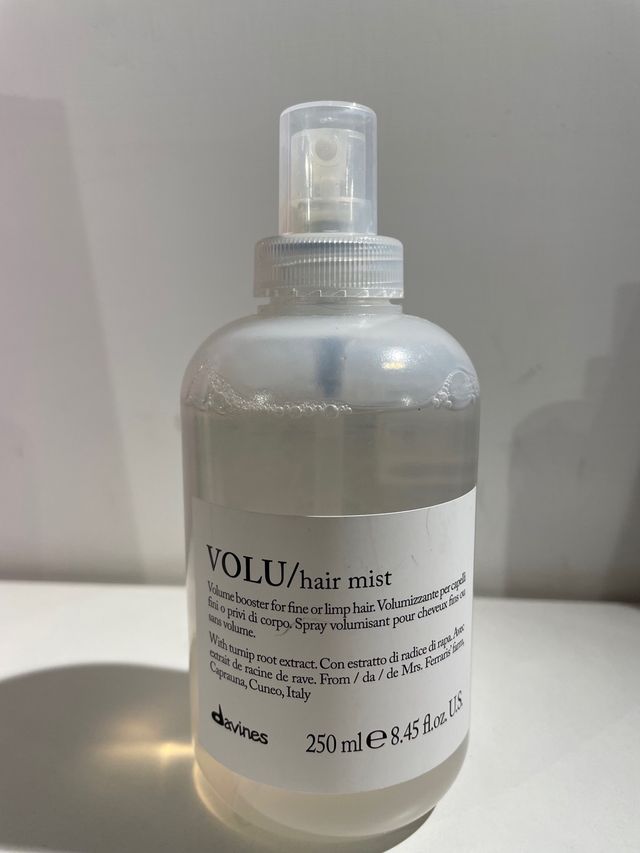 VOLU/hair mist
Volume booster for fine or limp hair. Volumizzante per capelli
fini o privi di corpo. Spray volumisant pour cheveux fins ou
sans volume.
With turnip root extract. Con estratto di radice di rapa. Avec
extrait de racine de rave. From / da / de Mrs. Ferraris' farm,
Caprauna, Cuneo, Italy
davines
250 ml ℮ 8.45 fl.oz. U.S.